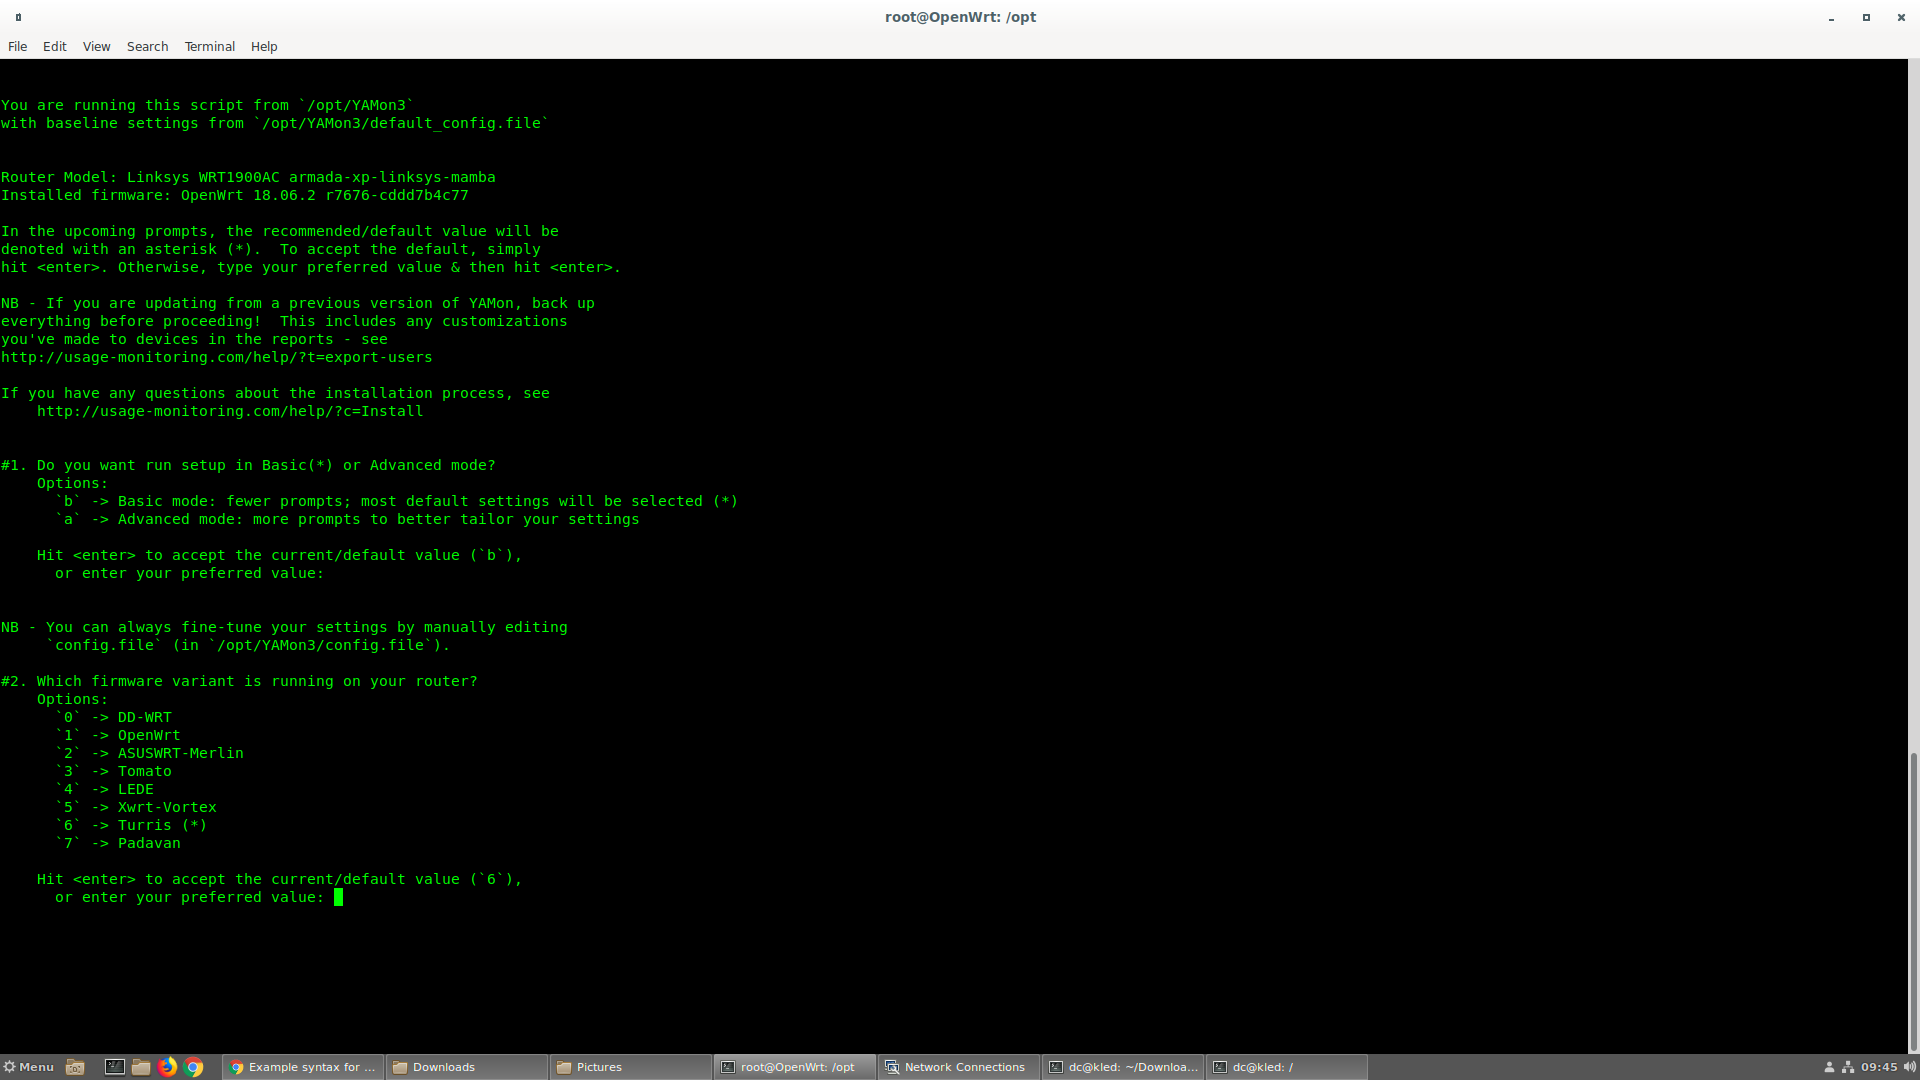 root@OpenWrt: /opt
File Edit View Search Terminal Help
You are running this script from `/opt/YAMon3`
with baseline settings from `/opt/YAMon3/default_config.file`
Router Model: Linksys WRT1900AC armada-xp-linksys-mamba
Installed firmware: OpenWrt 18.06.2 r7676-cddd7b4c77
In the upcoming prompts, the recommended/default value will be
denoted with an asterisk (*).  To accept the default, simply
hit <enter>. Otherwise, type your preferred value & then hit <enter>.
NB - If you are updating from a previous version of YAMon, back up
everything before proceeding!  This includes any customizations
you've made to devices in the reports - see
http://usage-monitoring.com/help/?t=export-users
If you have any questions about the installation process, see
http://usage-monitoring.com/help/?c=Install
#1. Do you want run setup in Basic(*) or Advanced mode?
Options:
`b` -> Basic mode: fewer prompts; most default settings will be selected (*)
`a` -> Advanced mode: more prompts to better tailor your settings
Hit <enter> to accept the current/default value (`b`),
or enter your preferred value:
NB - You can always fine-tune your settings by manually editing
`config.file` (in `/opt/YAMon3/config.file`).
#2. Which firmware variant is running on your router?
Options:
`0` -> DD-WRT
`1` -> OpenWrt
`2` -> ASUSWRT-Merlin
`3` -> Tomato
`4` -> LEDE
`5` -> Xwrt-Vortex
`6` -> Turris (*)
`7` -> Padavan
Hit <enter> to accept the current/default value (`6`),
or enter your preferred value:
Menu Example syntax for ... Downloads Pictures root@OpenWrt: /opt Network Connections dc@kled: ~/Downloa... dc@kled: / 09:45